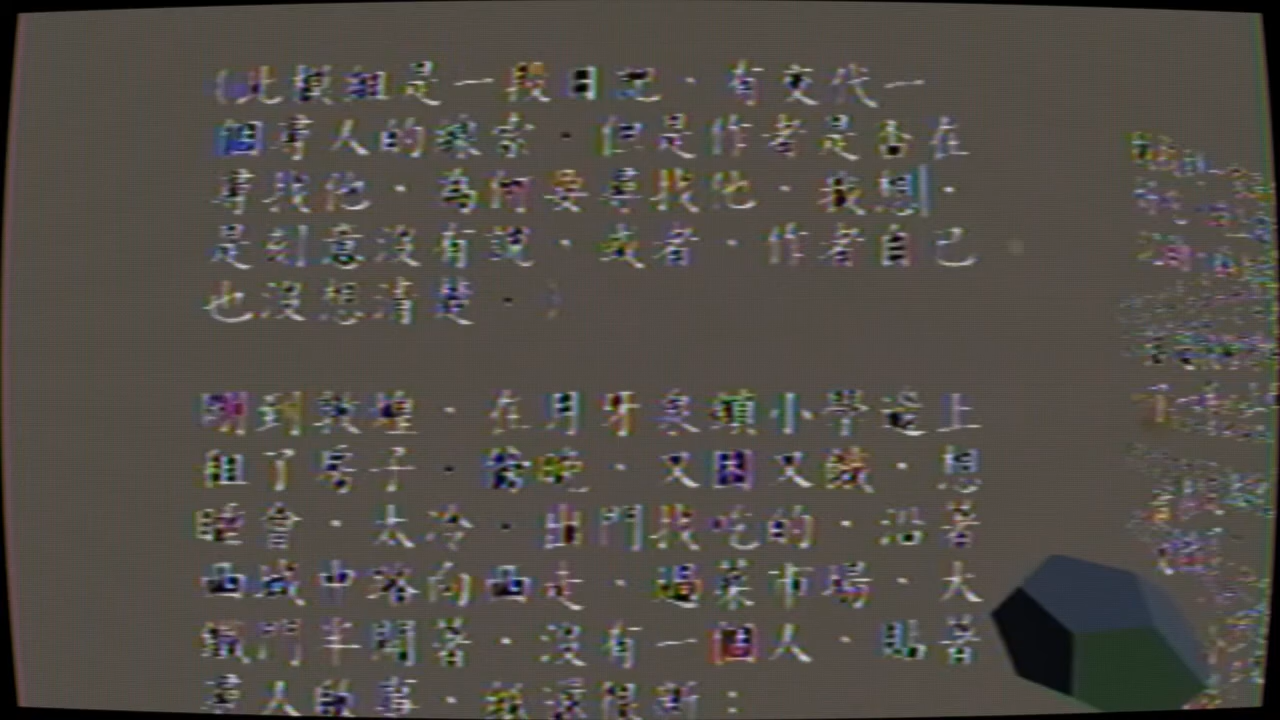 (此模組是一段日記，有交代一
個尋人的線索，但是作者是否在
尋找他，為何要尋找他，我想，
是刻意沒有說，或者，作者自己
也沒想清楚。)
剛到敦煌，在月牙泉鎮小學邊上
租了房子，傍晚，又困又餓，想
睡會，太冷，出門找吃的，沿著
西域中路向西走，過菜市場，大
鐵門半開著，沒有一個人，貼著
尋人啟事，紙還很新：